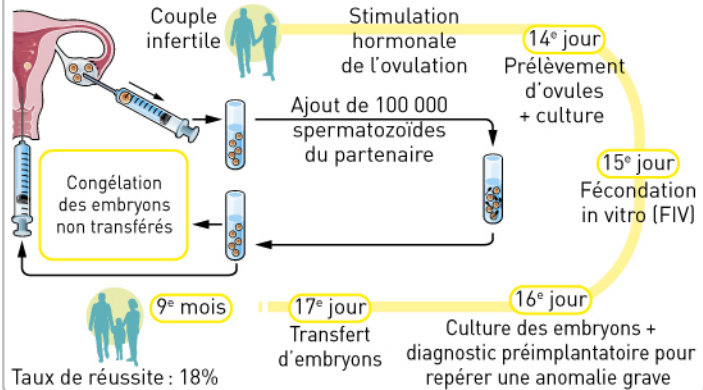 Couple
infertile
Stimulation
hormonale
de l'ovulation
14e jour
Prélèvement
d'ovules
+ culture
Ajout de 100 000
spermatozoïdes
du partenaire
15e jour
Fécondation
in vitro (FIV)
Congélation
des embryons
non transférés
16e jour
Culture des embryons +
diagnostic préimplantatoire pour
repérer une anomalie grave
17e jour
Transfert
d'embryons
9e mois
Taux de réussite : 18%